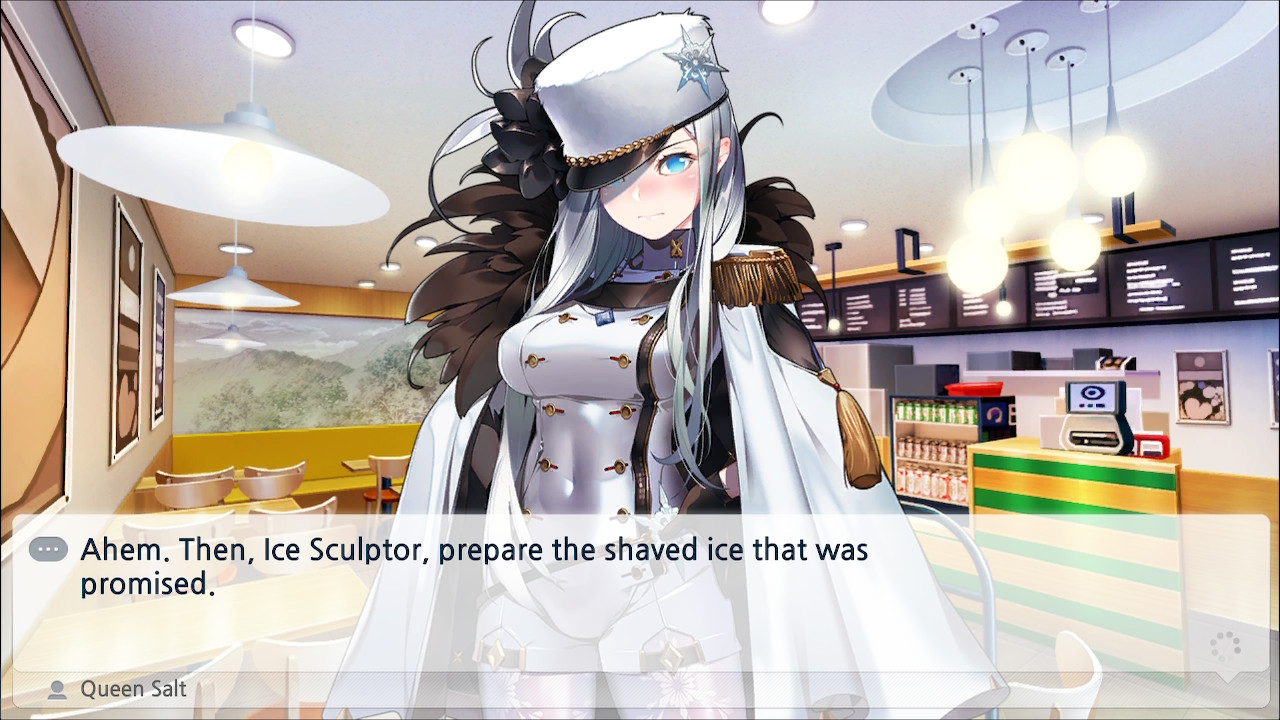 Ahem. Then, Ice Sculptor, prepare the shaved ice that was
promised.
Queen Salt